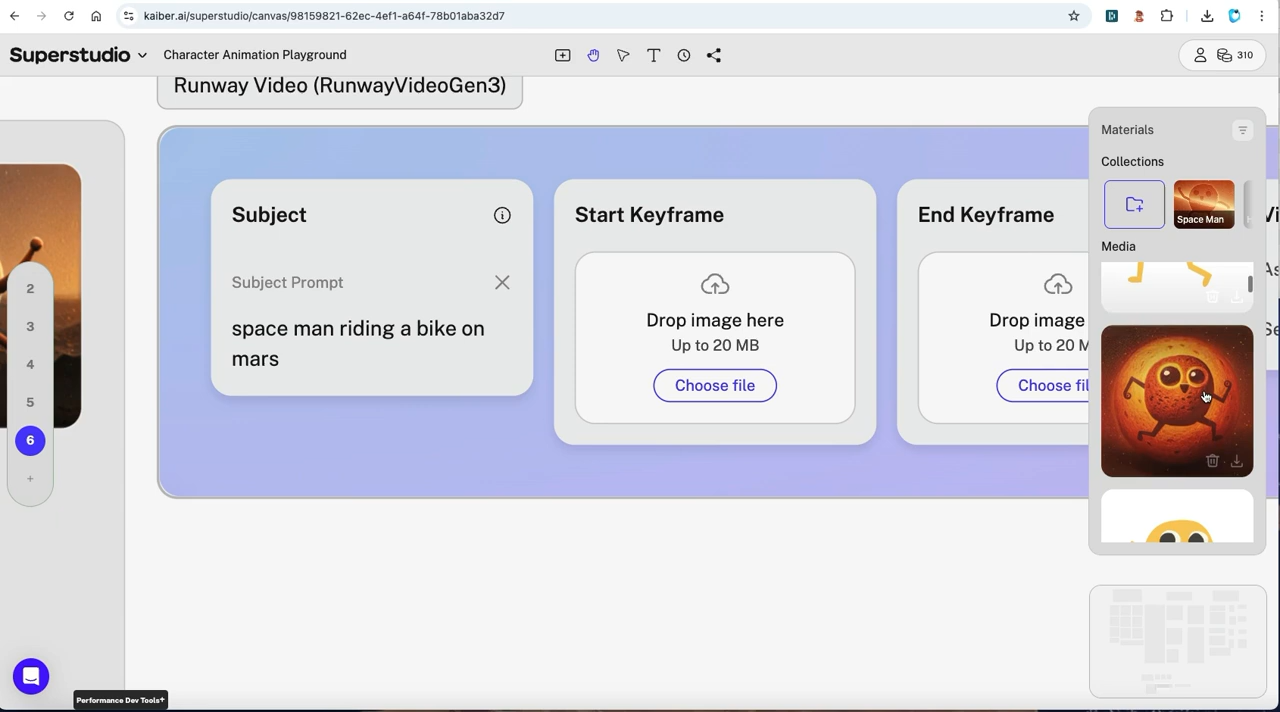 kaiber.ai/superstudio/canvas/98159821-62ec-4ef1-a64f-78b01aba32d7
Superstudio
Character Animation Playground
310
Runway Video (RunwayVideoGen3)
Subject
Subject Prompt
space man riding a bike on
mars
Start Keyframe
Drop image here
Up to 20 MB
Choose file
End Keyframe
Drop image
Up to 20 M
Choose fil
Materials
Collections
Space Man
Media
Vi
As
Se
2
3
4
5
6
+
Performance Dev Tools+